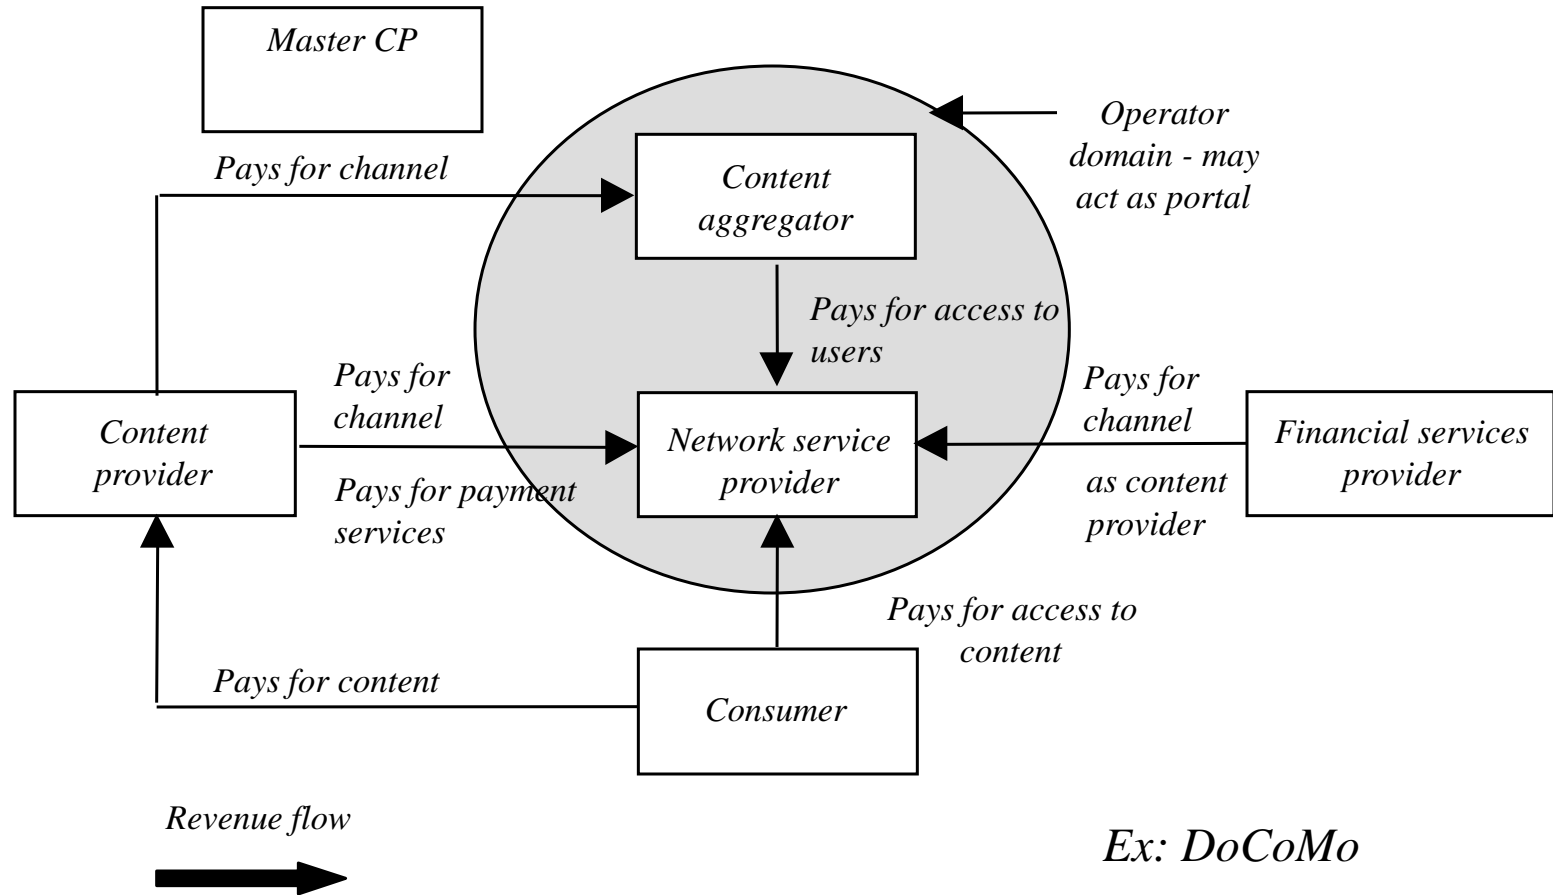 Master CP
Operator
domain - may
act as portal
Pays for channel
Content
aggregator
Pays for access to
users
Pays for
channel
Pays for
channel
Content
provider
Network service
provider
Financial services
provider
Pays for payment
services
as content
provider
Pays for access to
content
Pays for content
Consumer
Revenue flow
Ex: DoCoMo